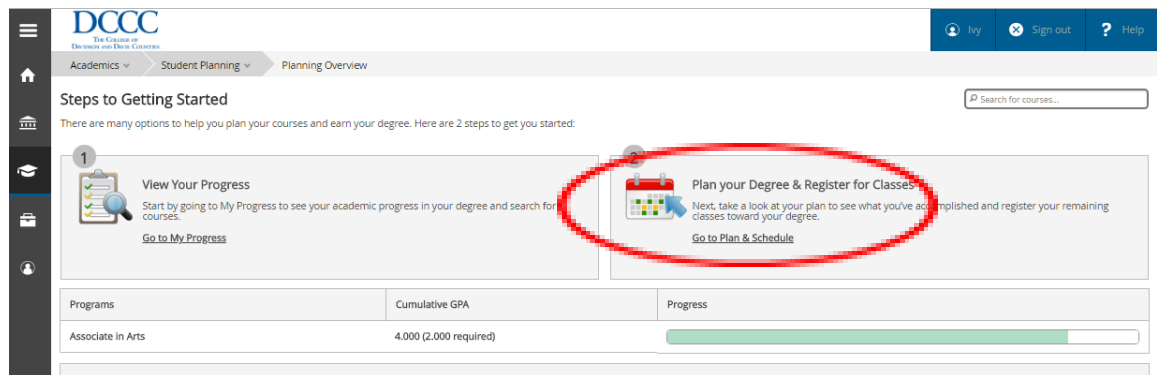 DCCC
The College of
Davidson and Davie Counties
Ivy
Sign out
? Help
Academics
Student Planning
Planning Overview
Steps to Getting Started
Search for courses...
There are many options to help you plan your courses and earn your degree. Here are 2 steps to get you started:
1
View Your Progress
Start by going to My Progress to see your academic progress in your degree and search for
courses.
Go to My Progress
2
Plan your Degree & Register for Classes
Next, take a look at your plan to see what you've accomplished and register your remaining
classes toward your degree.
Go to Plan & Schedule
Programs
Cumulative GPA
Progress
Associate in Arts
4.000 (2.000 required)